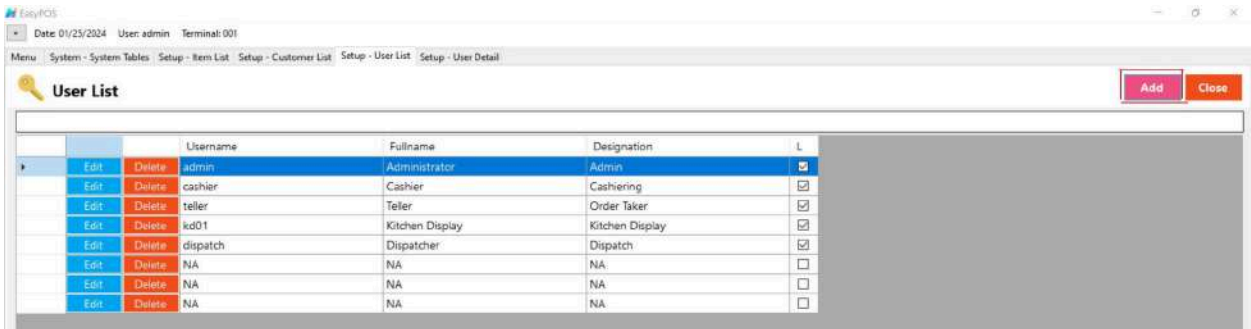 EasyPOS
Date: 01/25/2024 User: admin Terminal: 001
Menu System - System Tables Setup - Item List Setup - Customer List Setup - User List Setup - User Detail
User List Add Close
Username Fullname Designation L
Edit Delete admin Administrator Admin
Edit Delete cashier Cashier Cashiering
Edit Delete teller Teller Order Taker
Edit Delete kd01 Kitchen Display Kitchen Display
Edit Delete dispatch Dispatcher Dispatch
Edit Delete NA NA NA
Edit Delete NA NA NA
Edit Delete NA NA NA